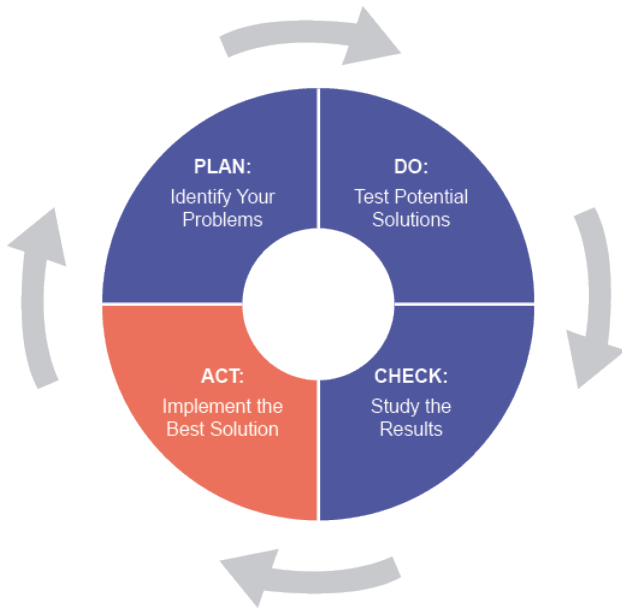 PLAN:
Identify Your
Problems
DO:
Test Potential
Solutions
ACT:
Implement the
Best Solution
CHECK:
Study the
Results